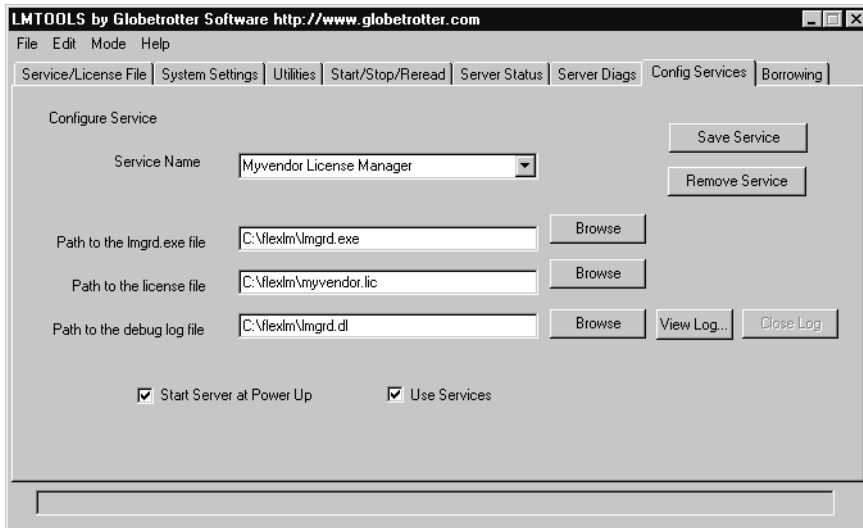 LMTOOLS by Globetrotter Software http://www.globetrotter.com
File Edit Mode Help
Service/License File System Settings Utilities Start/Stop/Reread Server Status Server Diags Config Services Borrowing
Configure Service
Save Service
Service Name Myvendor License Manager
Remove Service
Path to the lmgrd.exe file C:\flexlm\lmgrd.exe Browse
Path to the license file C:\flexlm\myvendor.lic Browse
Path to the debug log file C:\flexlm\lmgrd.dl Browse View Log... Close Log
Start Server at Power Up Use Services